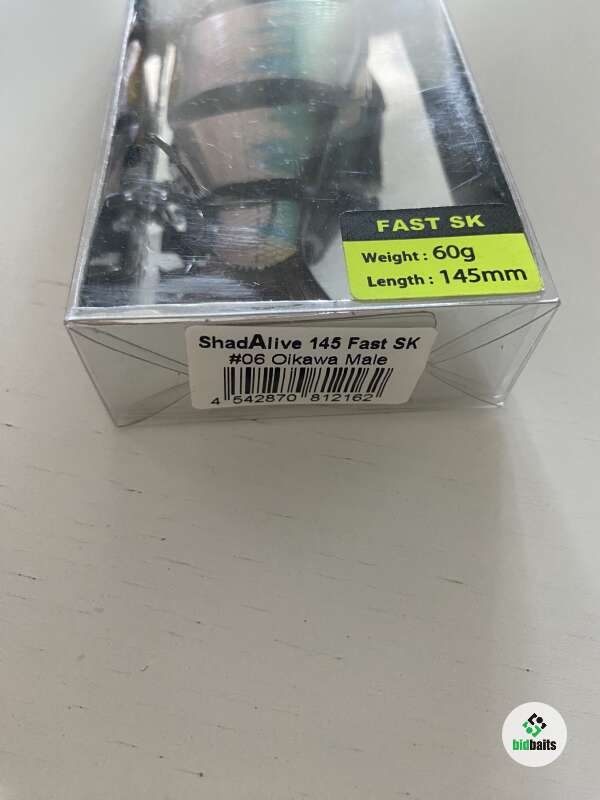 FAST SK
Weight : 60g
Length : 145mm
ShadAlive 145 Fast SK
#06 Oikawa Male
4 542870 812162
bidbaits